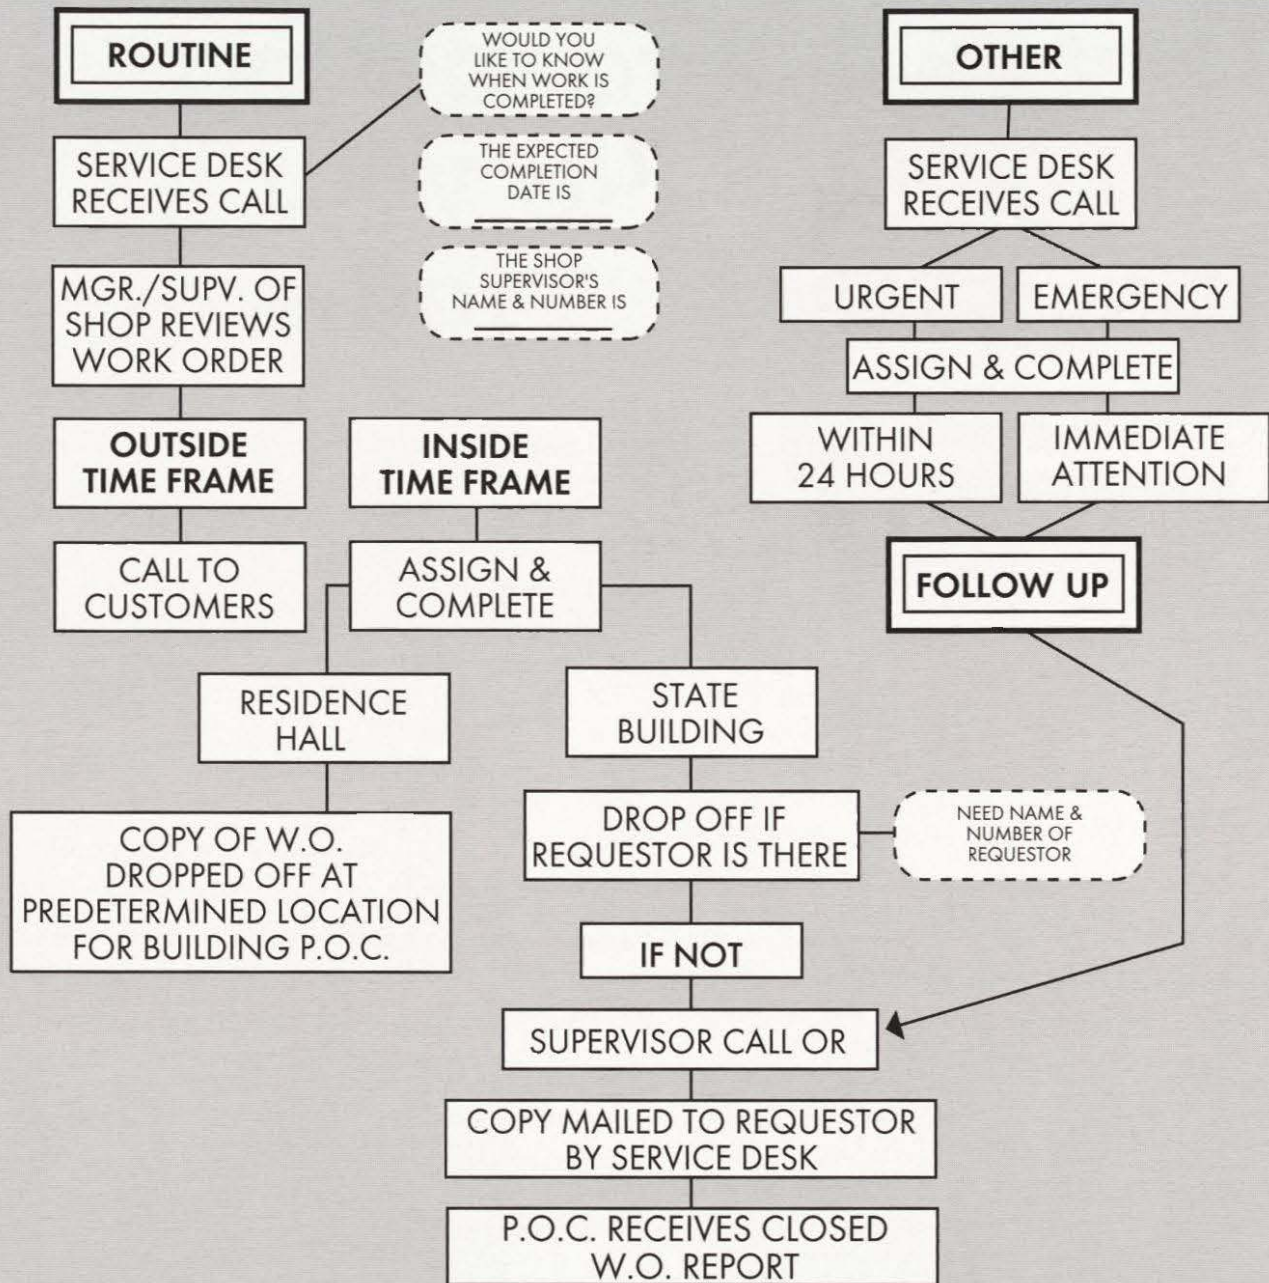 ROUTINE
SERVICE DESK
RECEIVES CALL
WOULD YOU
LIKE TO KNOW
WHEN WORK IS
COMPLETED?
THE EXPECTED
COMPLETION
DATE IS
THE SHOP
SUPERVISOR'S
NAME & NUMBER IS
MGR./SUPV. OF
SHOP REVIEWS
WORK ORDER
OUTSIDE
TIME FRAME
CALL TO
CUSTOMERS
INSIDE
TIME FRAME
ASSIGN &
COMPLETE
RESIDENCE
HALL
COPY OF W.O.
DROPPED OFF AT
PREDETERMINED LOCATION
FOR BUILDING P.O.C.
STATE
BUILDING
DROP OFF IF
REQUESTOR IS THERE
NEED NAME &
NUMBER OF
REQUESTOR
IF NOT
SUPERVISOR CALL OR
COPY MAILED TO REQUESTOR
BY SERVICE DESK
P.O.C. RECEIVES CLOSED
W.O. REPORT
OTHER
SERVICE DESK
RECEIVES CALL
URGENT
EMERGENCY
ASSIGN & COMPLETE
WITHIN
24 HOURS
IMMEDIATE
ATTENTION
FOLLOW UP